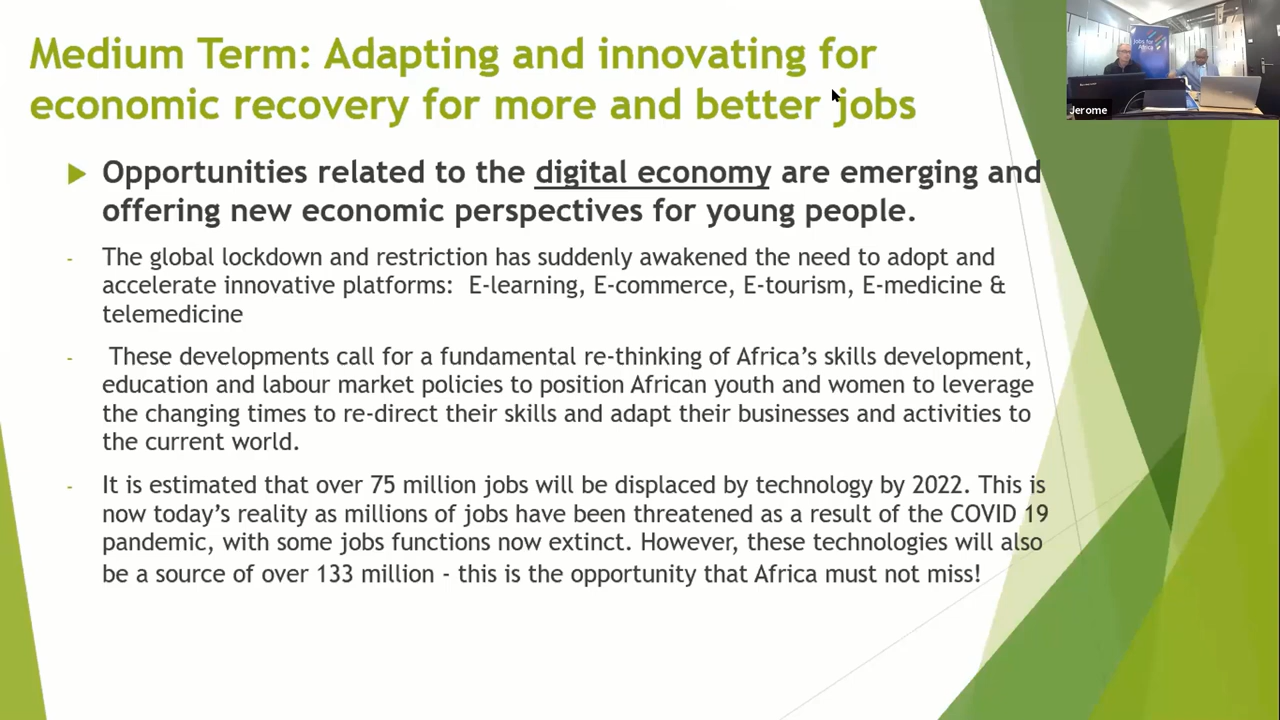 Medium Term: Adapting and innovating for
economic recovery for more and better jobs
Jobs for
Africa
Jerome
Opportunities related to the digital economy are emerging and
offering new economic perspectives for young people.
- The global lockdown and restriction has suddenly awakened the need to adopt and
accelerate innovative platforms:  E-learning, E-commerce, E-tourism, E-medicine &
telemedicine
- These developments call for a fundamental re-thinking of Africa’s skills development,
education and labour market policies to position African youth and women to leverage
the changing times to re-direct their skills and adapt their businesses and activities to
the current world.
- It is estimated that over 75 million jobs will be displaced by technology by 2022. This is
now today’s reality as millions of jobs have been threatened as a result of the COVID 19
pandemic, with some jobs functions now extinct. However, these technologies will also
be a source of over 133 million - this is the opportunity that Africa must not miss!